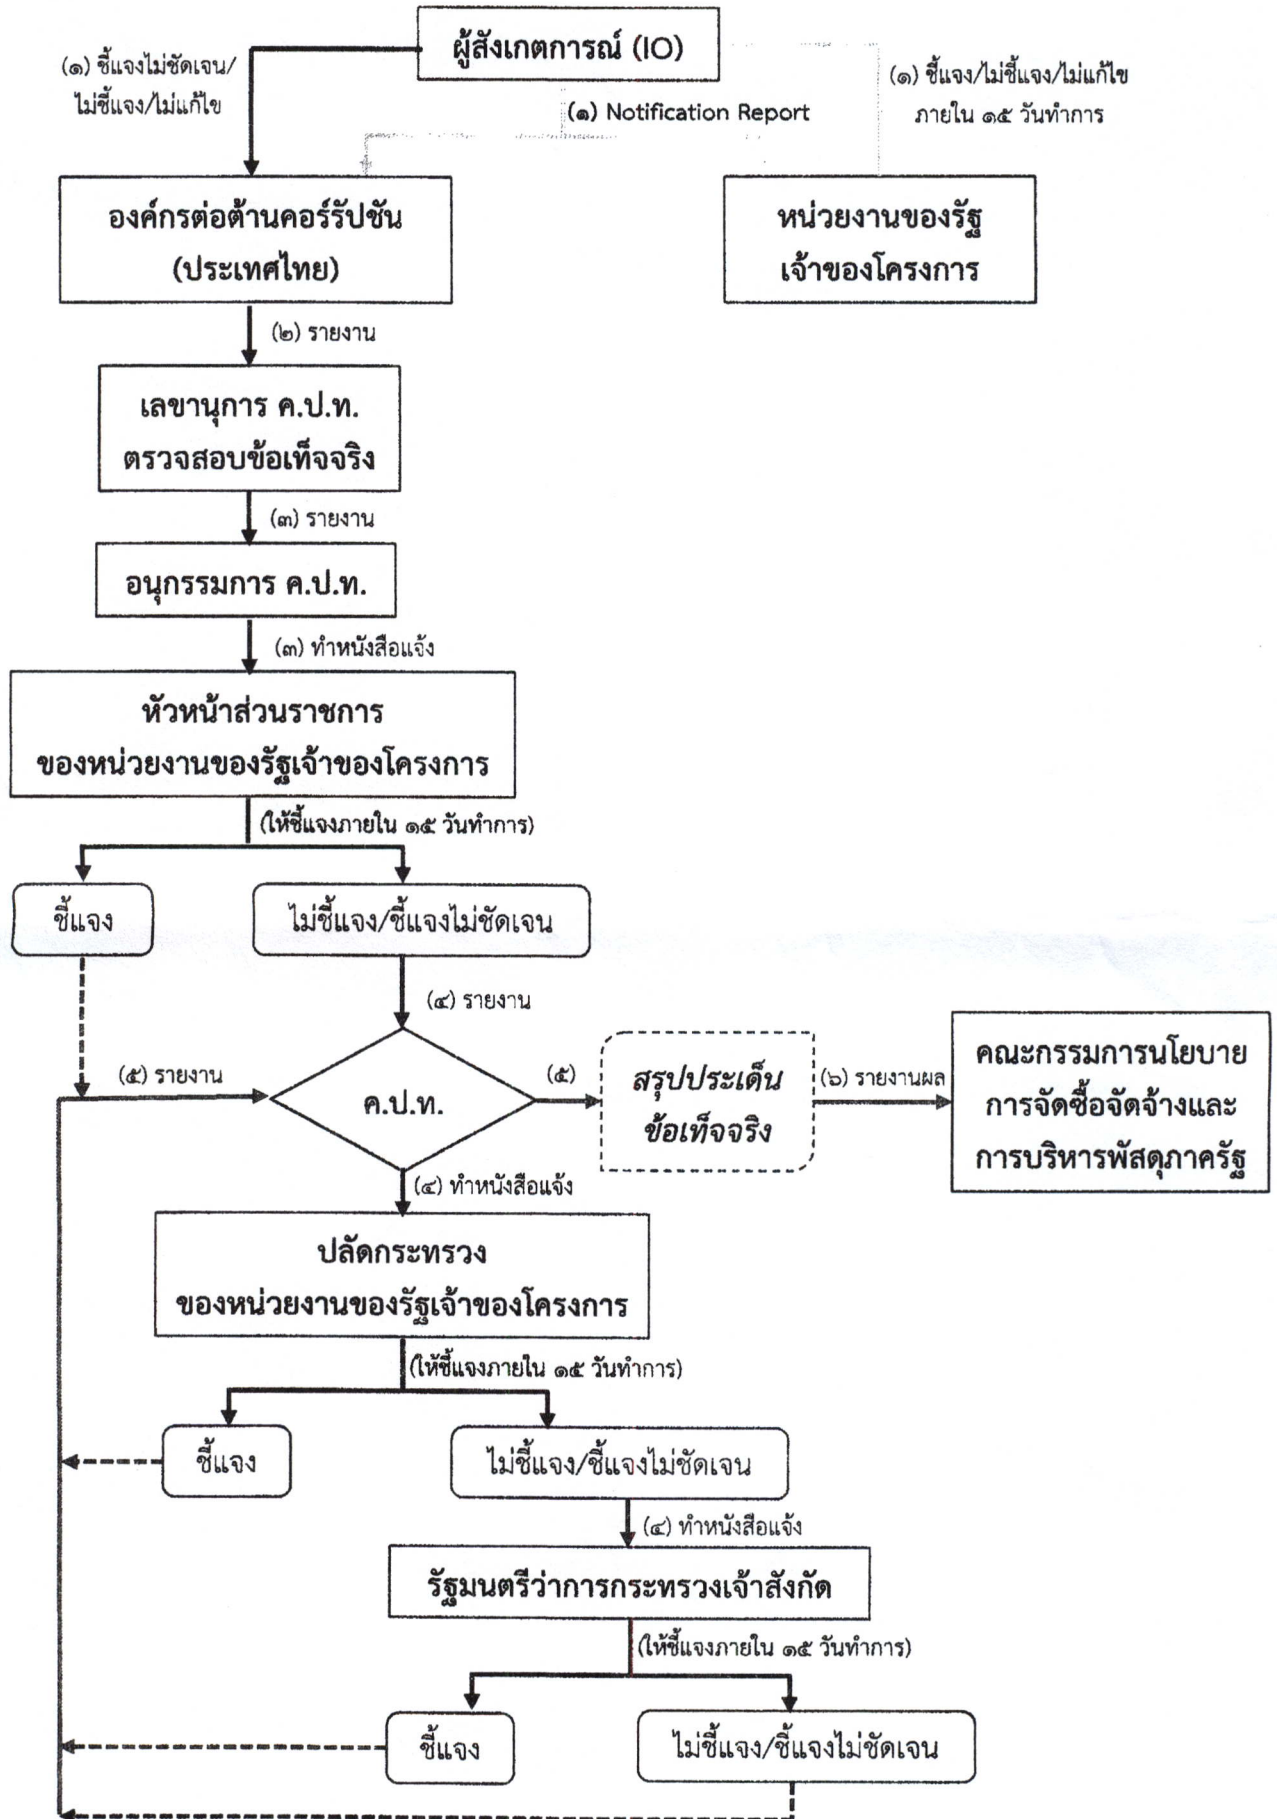 ผู้สังเกตการณ์ (IO)
(๑) ชี้แจงไม่ชัดเจน/
ไม่ชี้แจง/ไม่แก้ไข
(๑) ชี้แจง/ไม่ชี้แจง/ไม่แก้ไข
ภายใน ๑๕ วันทำการ
(๑) Notification Report
องค์กรต่อต้านคอร์รัปชัน
(ประเทศไทย)
หน่วยงานของรัฐ
เจ้าของโครงการ
(๒) รายงาน
เลขานุการ ค.ป.ท.
ตรวจสอบข้อเท็จจริง
(๓) รายงาน
อนุกรรมการ ค.ป.ท.
(๓) ทำหนังสือแจ้ง
หัวหน้าส่วนราชการ
ของหน่วยงานของรัฐเจ้าของโครงการ
(ให้ชี้แจงภายใน ๑๕ วันทำการ)
ชี้แจง
ไม่ชี้แจง/ชี้แจงไม่ชัดเจน
(๔) รายงาน
(๕) รายงาน
ค.ป.ท.
(๕)
สรุปประเด็น
ข้อเท็จจริง
(๖) รายงานผล
คณะกรรมการนโยบาย
การจัดซื้อจัดจ้างและ
การบริหารพัสดุภาครัฐ
(๔) ทำหนังสือแจ้ง
ปลัดกระทรวง
ของหน่วยงานของรัฐเจ้าของโครงการ
(ให้ชี้แจงภายใน ๑๕ วันทำการ)
ชี้แจง
ไม่ชี้แจง/ชี้แจงไม่ชัดเจน
(๔) ทำหนังสือแจ้ง
รัฐมนตรีว่าการกระทรวงเจ้าสังกัด
(ให้ชี้แจงภายใน ๑๕ วันทำการ)
ชี้แจง
ไม่ชี้แจง/ชี้แจงไม่ชัดเจน